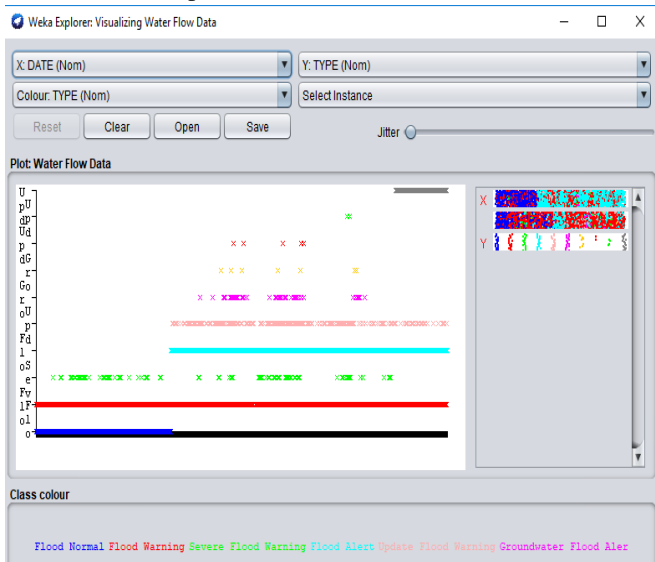 Weka Explorer: Visualizing Water Flow Data
X: DATE (Nom) Y: TYPE (Nom)
Colour: TYPE (Nom) Select Instance
Reset Clear Open Save Jitter
Plot: Water Flow Data
X
Y
Class colour
Flood Normal Flood Warning Severe Flood Warning Flood Alert Update Flood Warning Groundwater Flood Aler